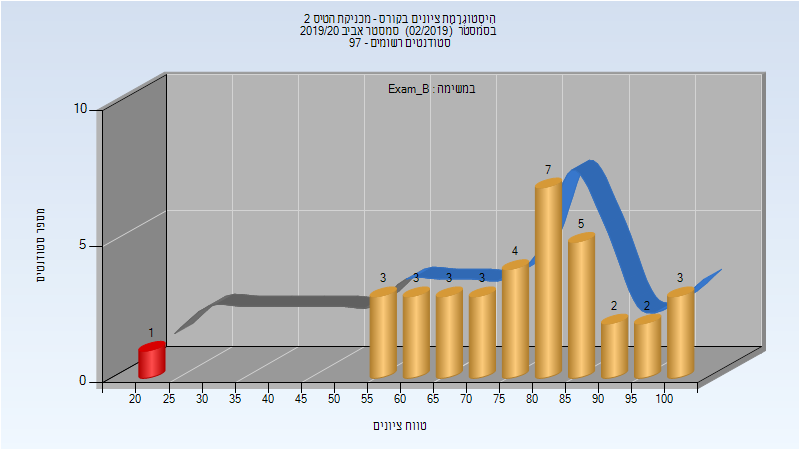 היסטוגרמת ציונים בקורס - מכניקת הטיס 2
בסמסטר (02/2019) סמסטר אביב 2019/20
סטודנטים רשומים - 97
במשימה : Exam_B
מספר סטודנטים
10
5
0
1
3
3
3
3
4
7
5
2
2
3
20 25 30 35 40 45 50 55 60 65 70 75 80 85 90 95 100
טווח ציונים